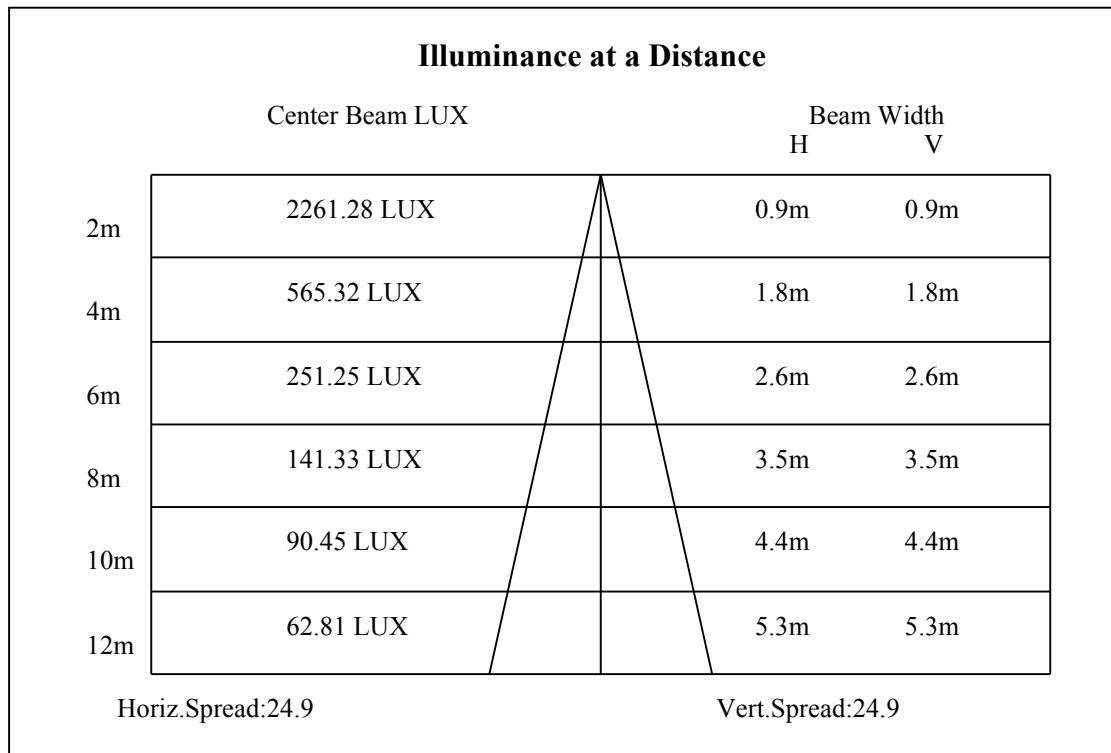 Illuminance at a Distance
Center Beam LUX Beam Width
H V
2261.28 LUX 0.9m 0.9m
2m
565.32 LUX 1.8m 1.8m
4m
251.25 LUX 2.6m 2.6m
6m
141.33 LUX 3.5m 3.5m
8m
90.45 LUX 4.4m 4.4m
10m
62.81 LUX 5.3m 5.3m
12m
Horiz.Spread:24.9 Vert.Spread:24.9